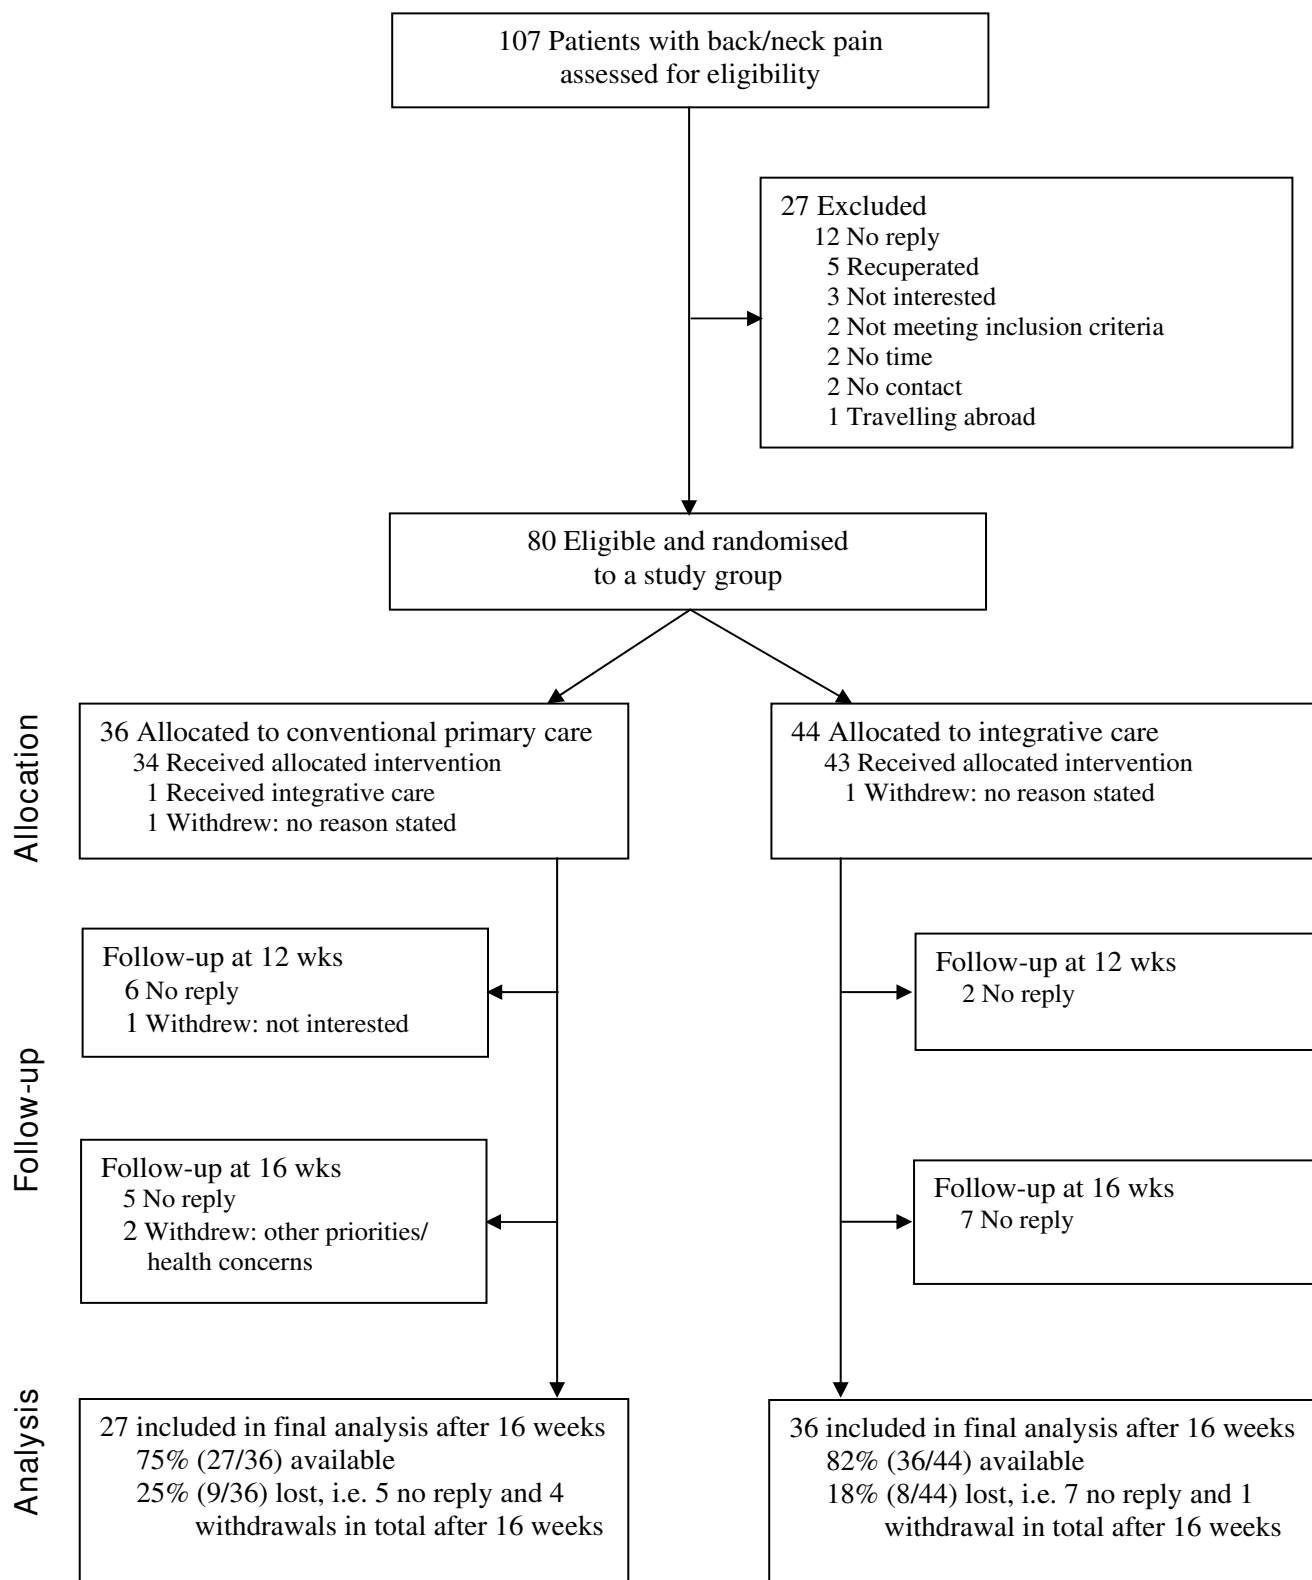 107 Patients with back/neck pain
assessed for eligibility
27 Excluded
12 No reply
5 Recuperated
3 Not interested
2 Not meeting inclusion criteria
2 No time
2 No contact
1 Travelling abroad
80 Eligible and randomised
to a study group
Allocation
36 Allocated to conventional primary care
34 Received allocated intervention
1 Received integrative care
1 Withdrew: no reason stated
44 Allocated to integrative care
43 Received allocated intervention
1 Withdrew: no reason stated
Follow-up
Follow-up at 12 wks
6 No reply
1 Withdrew: not interested
Follow-up at 12 wks
2 No reply
Follow-up at 16 wks
5 No reply
2 Withdrew: other priorities/
health concerns
Follow-up at 16 wks
7 No reply
Analysis
27 included in final analysis after 16 weeks
75% (27/36) available
25% (9/36) lost, i.e. 5 no reply and 4
withdrawals in total after 16 weeks
36 included in final analysis after 16 weeks
82% (36/44) available
18% (8/44) lost, i.e. 7 no reply and 1
withdrawal in total after 16 weeks